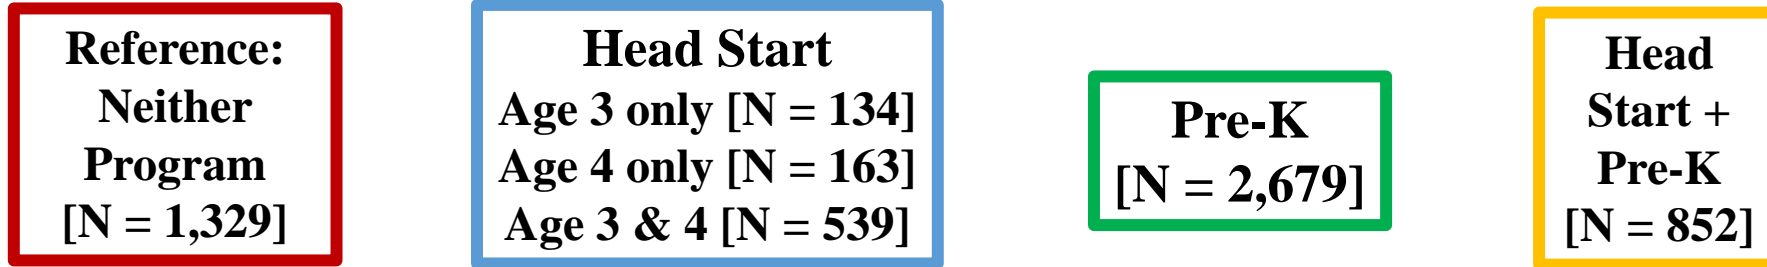 Reference:
Neither
Program
[N = 1,329]
Head Start
Age 3 only [N = 134]
Age 4 only [N = 163]
Age 3 & 4 [N = 539]
Pre-K
[N = 2,679]
Head
Start +
Pre-K
[N = 852]